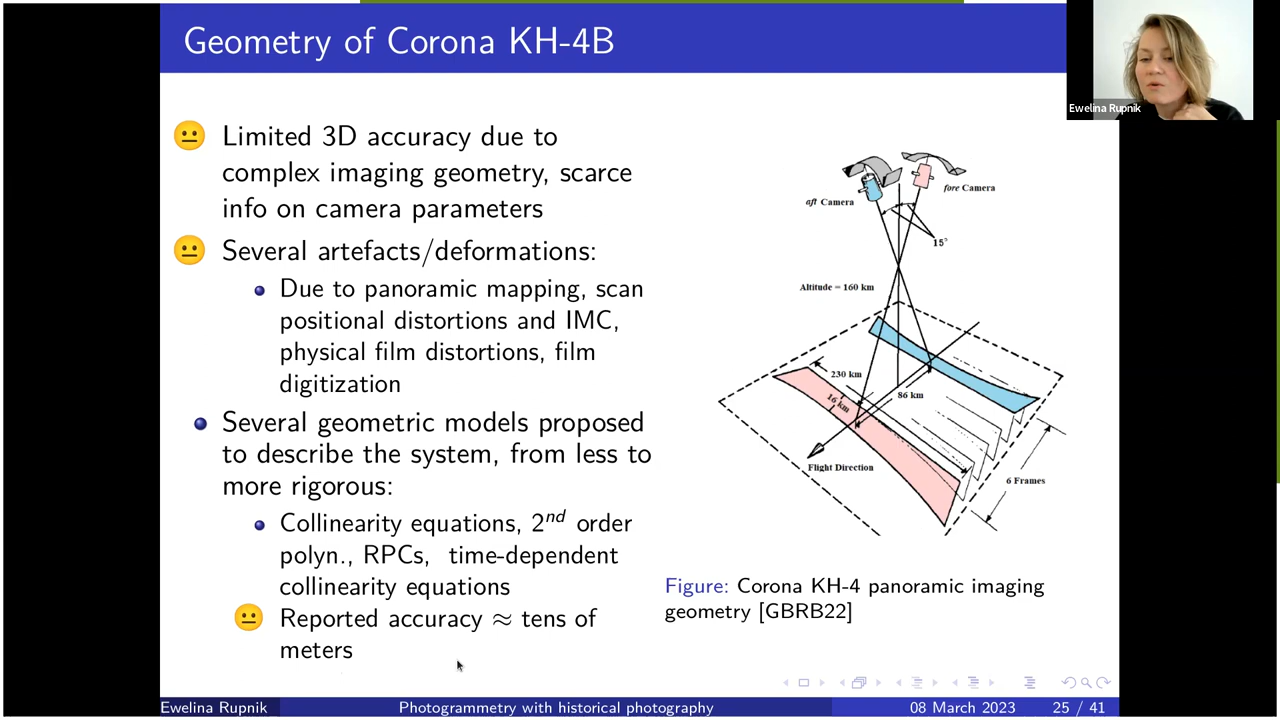 Geometry of Corona KH-4B
Ewelina Rupnik
Limited 3D accuracy due to
complex imaging geometry, scarce
info on camera parameters
Several artefacts/deformations:
Due to panoramic mapping, scan
positional distortions and IMC,
physical film distortions, film
digitization
Several geometric models proposed
to describe the system, from less to
more rigorous:
Collinearity equations, 2nd order
polyn., RPCs, time-dependent
collinearity equations
Reported accuracy ≈ tens of
meters
aft Camera
fore Camera
15°
Altitude = 160 km
230 km
16 km
86 km
Flight Direction
6 Frames
Figure: Corona KH-4 panoramic imaging
geometry [GBRB22]
Ewelina Rupnik
Photogrammetry with historical photography
08 March 2023
25 / 41